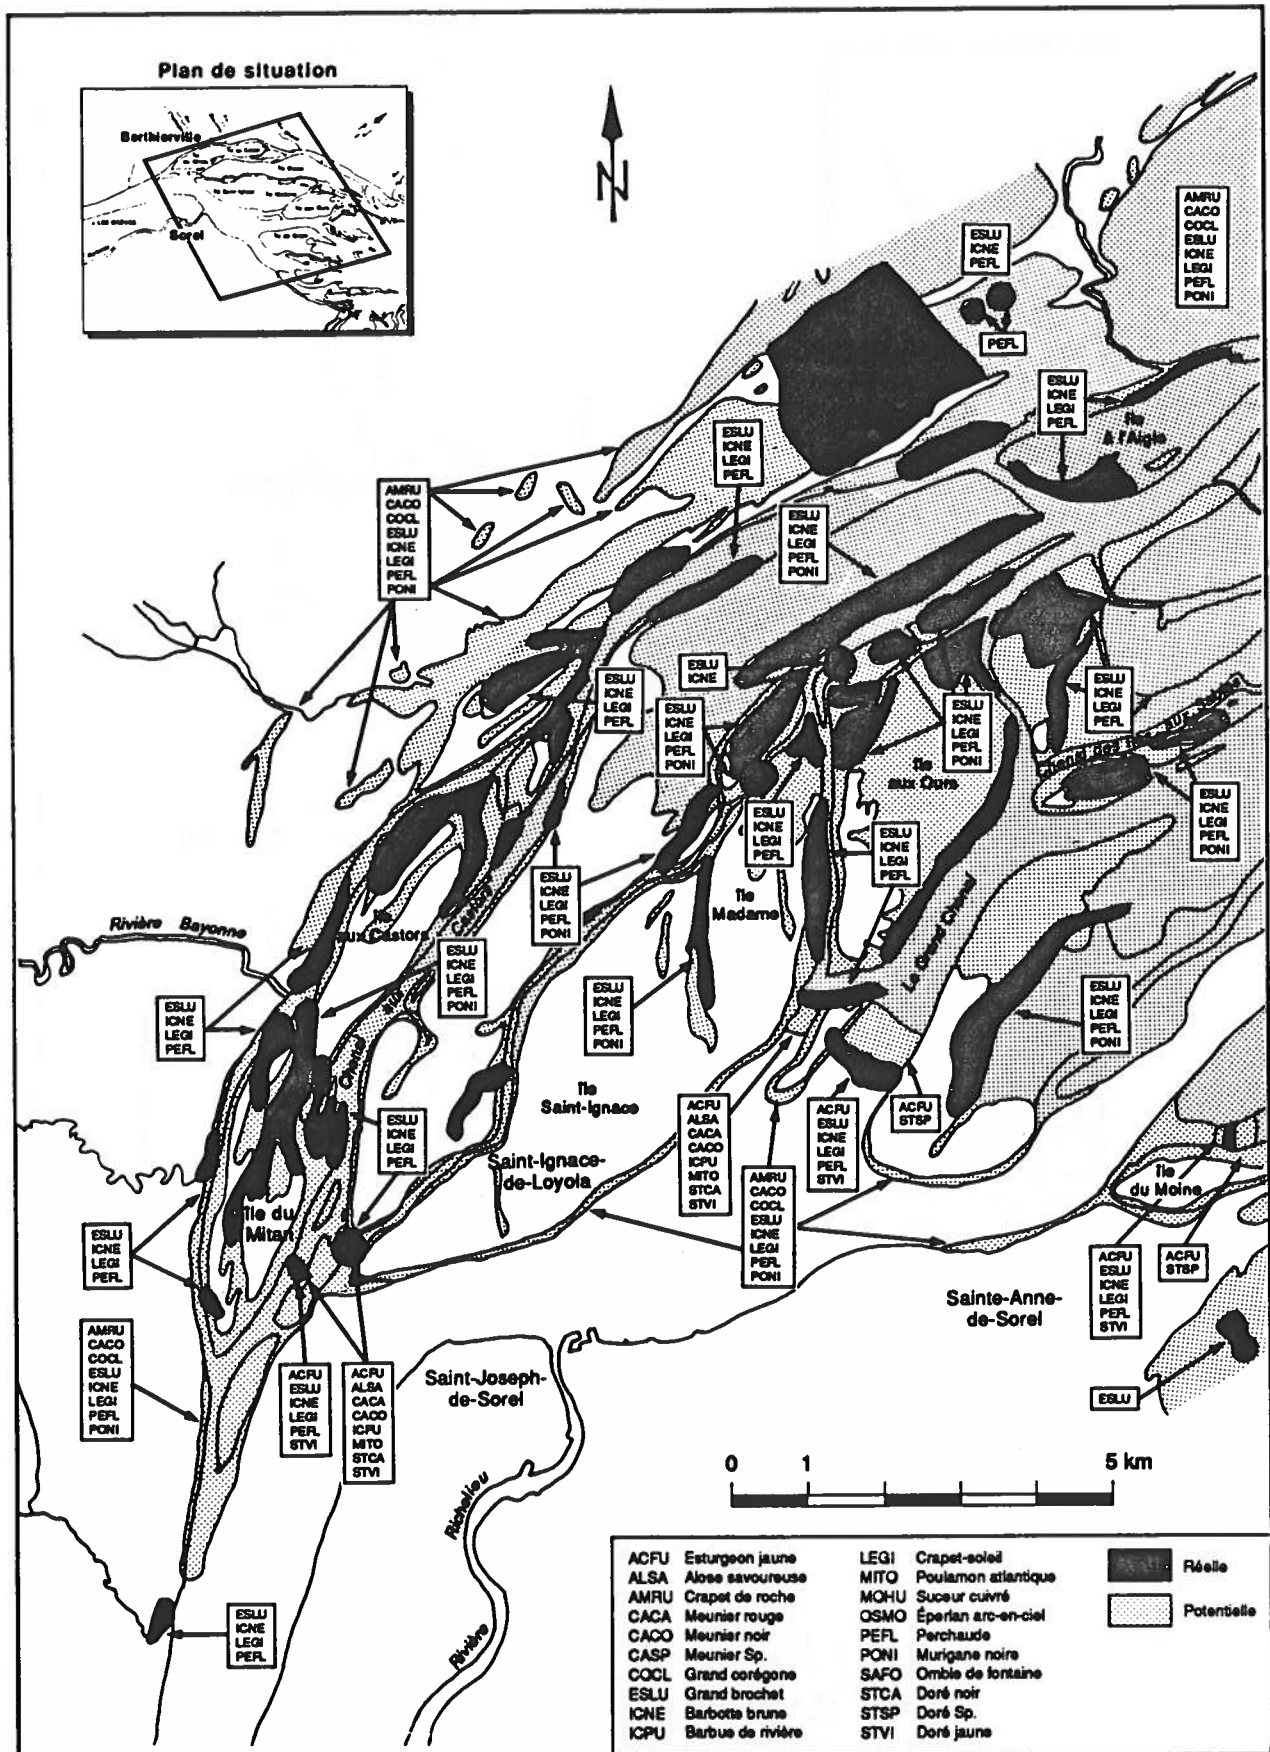 Plan de situation
Berthierville
Sorel
N
AMRU
CACO
COCL
ESLU
ICNE
LEGI
PEFL
PONI
ESLU
ICNE
PEFL
PEFL
ESLU
ICNE
LEGI
PEFL
Île
à l'Aigle
ESLU
ICNE
LEGI
PEFL
AMRU
CACO
COCL
ESLU
ICNE
LEGI
PEFL
PONI
ESLU
ICNE
LEGI
PEFL
PONI
ESLU
ICNE
ESLU
ICNE
LEGI
PEFL
ESLU
ICNE
LEGI
PEFL
ESLU
ICNE
LEGI
PEFL
PONI
ESLU
ICNE
LEGI
PEFL
PONI
Île
aux Ours
Chenal des Îles aux Sables
ESLU
ICNE
LEGI
PEFL
PONI
ESLU
ICNE
LEGI
PEFL
ESLU
ICNE
LEGI
PEFL
ESLU
ICNE
LEGI
PEFL
PONI
Île
Madame
Le Grand Chenal
Rivière Bayonne
Île
aux Castors
Chenal aux Castors
ESLU
ICNE
LEGI
PEFL
PONI
ESLU
ICNE
LEGI
PEFL
ESLU
ICNE
LEGI
PEFL
PONI
ESLU
ICNE
LEGI
PEFL
PONI
Île
Saint-Ignace
ESLU
ICNE
LEGI
PEFL
Saint-Ignace-
de-Loyola
ACFU
ALSA
CACA
CACO
ICPU
MITO
STCA
STVI
ACFU
ESLU
ICNE
LEGI
PEFL
STVI
ACFU
STSP
AMRU
CACO
COCL
ESLU
ICNE
LEGI
PEFL
PONI
Île
du Moine
Île du
Mitan
ESLU
ICNE
LEGI
PEFL
ACFU
ESLU
ICNE
LEGI
PEFL
STVI
ACFU
STSP
Sainte-Anne-
de-Sorel
AMRU
CACO
COCL
ESLU
ICNE
LEGI
PEFL
PONI
ACFU
ESLU
ICNE
LEGI
PEFL
STVI
ACFU
ALSA
CACA
CACO
ICPU
MITO
STCA
STVI
Saint-Joseph-
de-Sorel
ESLU
0 1 5 km
Rivière Richelieu
ESLU
ICNE
LEGI
PEFL
ACFU Esturgeon jaune
ALSA Alose savoureuse
AMRU Crapet de roche
CACA Meunier rouge
CACO Meunier noir
CASP Meunier Sp.
COCL Grand corégone
ESLU Grand brochet
ICNE Barbotte brune
ICPU Barbue de rivière
LEGI Crapet-soleil
MITO Poulamon atlantique
MOHU Suceur cuivré
OSMO Éperlan arc-en-ciel
PEFL Perchaude
PONI Marigane noire
SAFO Omble de fontaine
STCA Doré noir
STSP Doré Sp.
STVI Doré jaune
Réelle
Potentielle